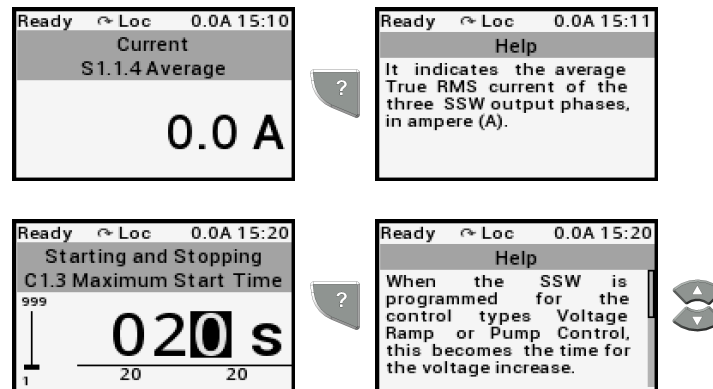 Ready Loc 0.0A 15:10
Current
S1.1.4 Average
0.0 A
?
Ready Loc 0.0A 15:11
Help
It indicates the average
True RMS current of the
three SSW output phases,
in ampere (A).
Ready Loc 0.0A 15:20
Starting and Stopping
C1.3 Maximum Start Time
999
020 s
1
20 20
?
Ready Loc 0.0A 15:20
Help
When the SSW is
programmed for the
control types Voltage
Ramp or Pump Control,
this becomes the time for
the voltage increase.